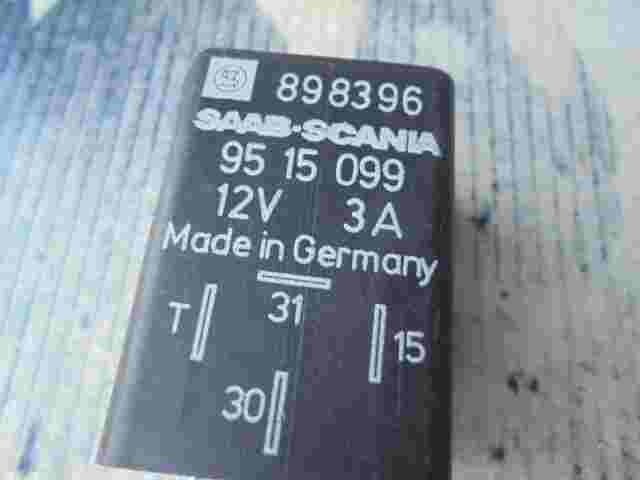 898396
SAAB-SCANIA
95 15 099
12V 3A
Made in Germany
T 31 15
30